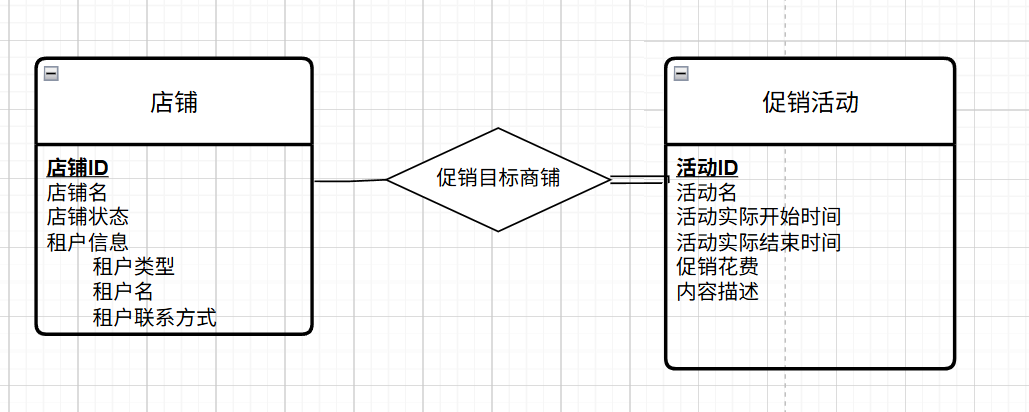 店铺
店铺ID
店铺名
店铺状态
租户信息
租户类型
租户名
租户联系方式
促销目标商铺
促销活动
活动ID
活动名
活动实际开始时间
活动实际结束时间
促销花费
内容描述